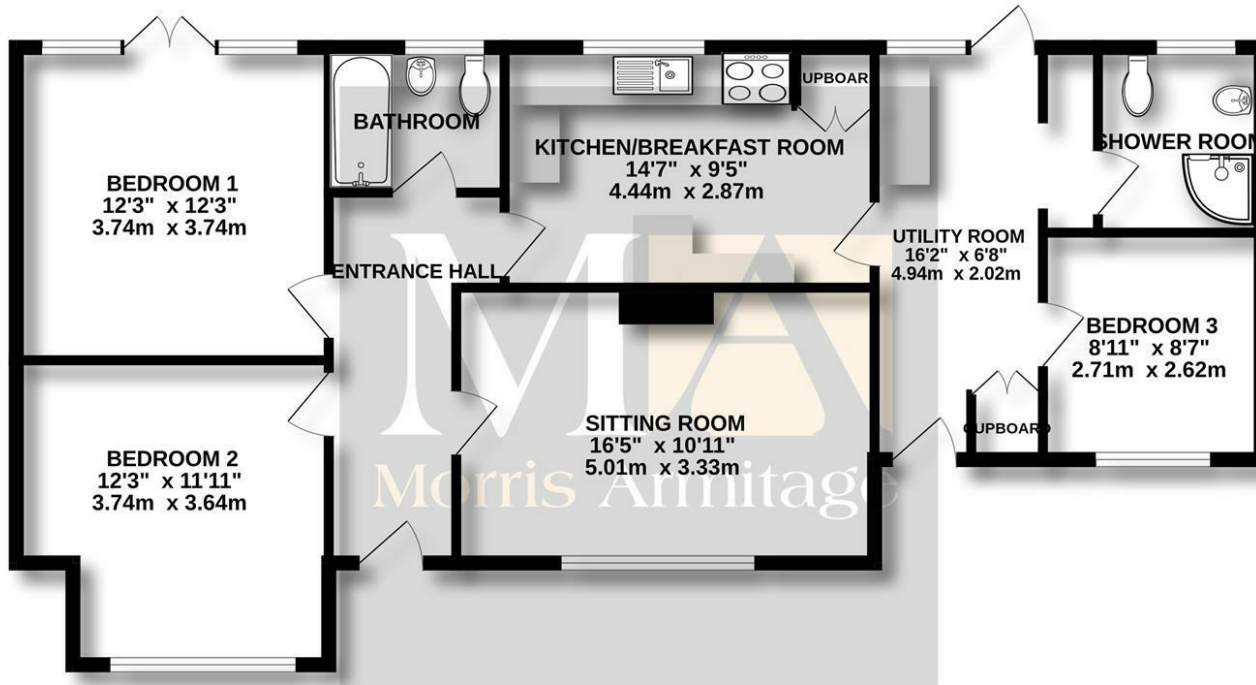 BATHROOM
UPBOAR
KITCHEN/BREAKFAST ROOM
14'7" x 9'5"
4.44m x 2.87m
SHOWER ROOM
BEDROOM 1
12'3" x 12'3"
3.74m x 3.74m
ENTRANCE HALL
UTILITY ROOM
16'2" x 6'8"
4.94m x 2.02m
BEDROOM 3
8'11" x 8'7"
2.71m x 2.62m
MA
SITTING ROOM
16'5" x 10'11"
5.01m x 3.33m
CUPBOARD
BEDROOM 2
12'3" x 11'11"
3.74m x 3.64m
Morris Armitage